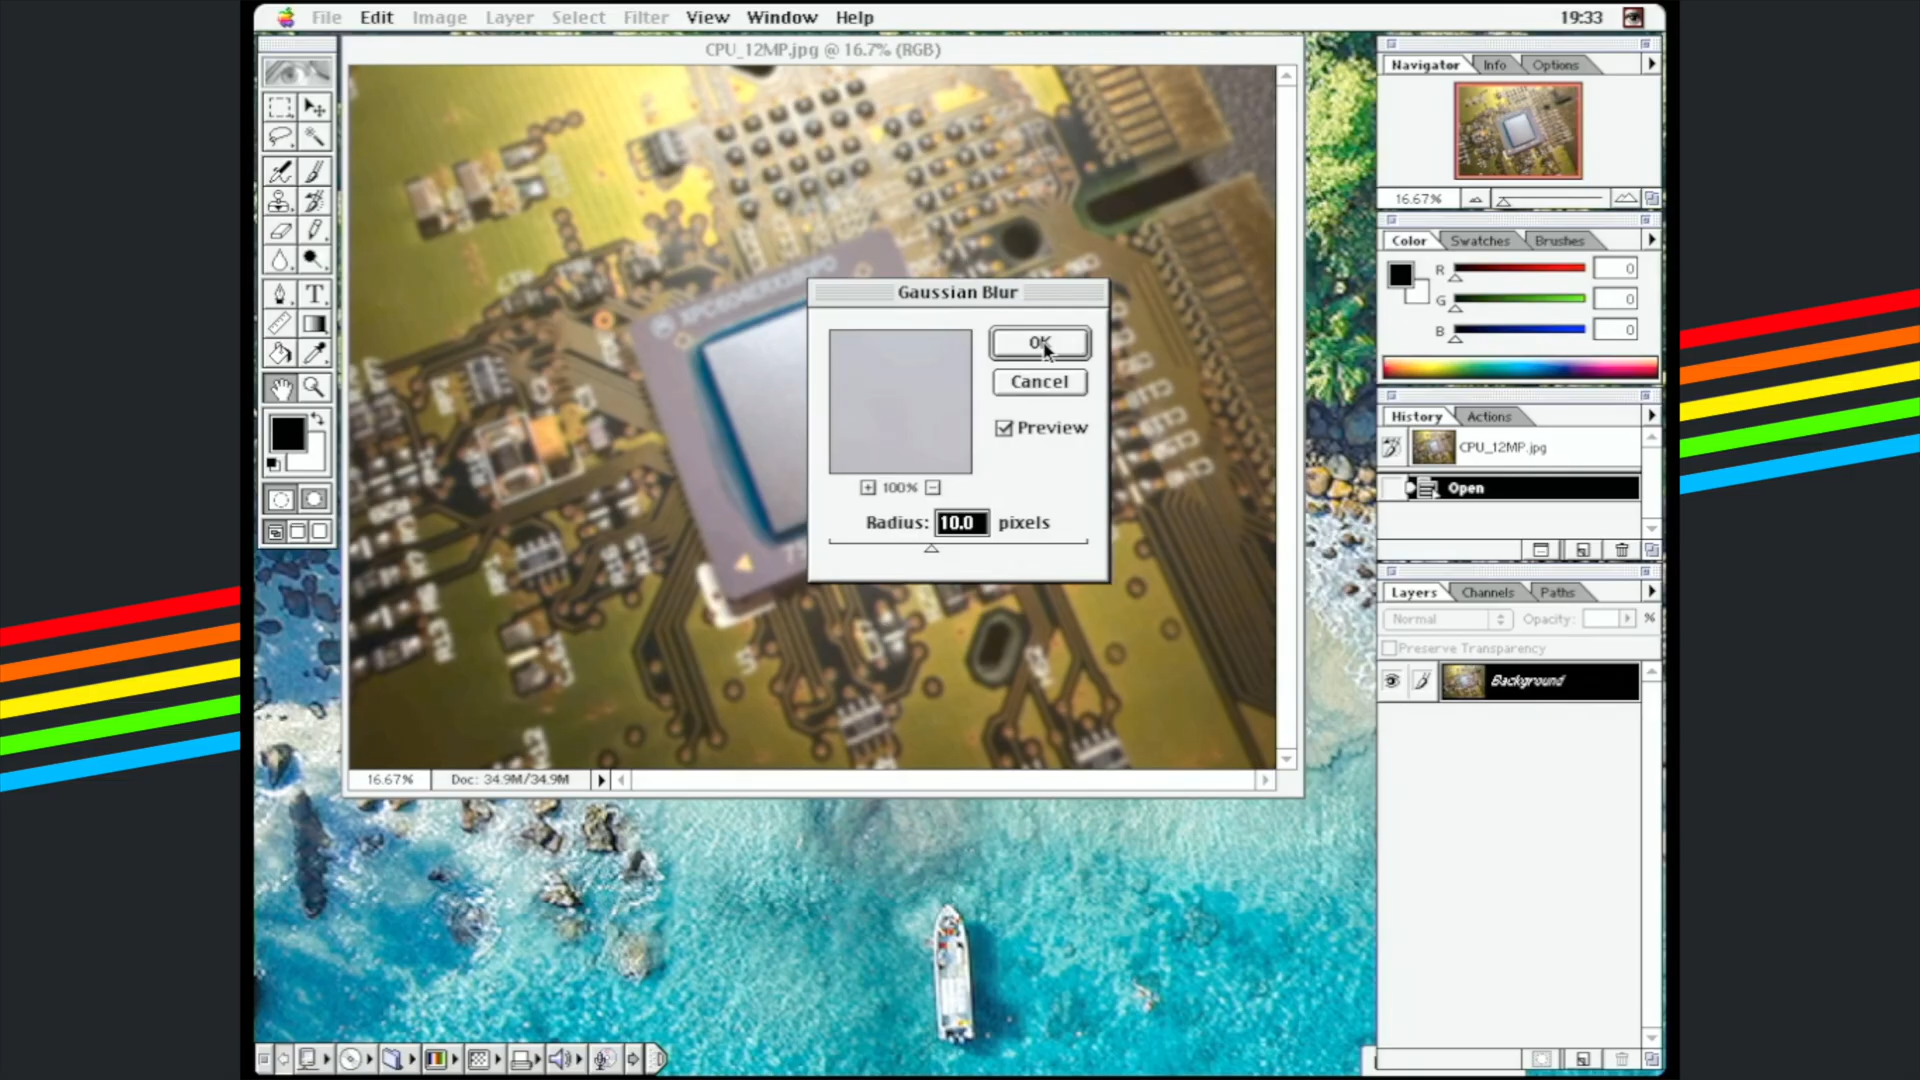 File Edit Image Layer Select Filter View Window Help 19:33
CPU_12MP.jpg @ 16.7% (RGB)
Navigator Info Options
16.67%
Color Swatches Brushes
R 0
G 0
B 0
History Actions
CPU_12MP.jpg
Open
Layers Channels Paths
Normal Opacity: %
Preserve Transparency
Background
T
Gaussian Blur
OK
Cancel
Preview
100%
Radius: 10.0 pixels
16.67% Doc: 34.9M/34.9M